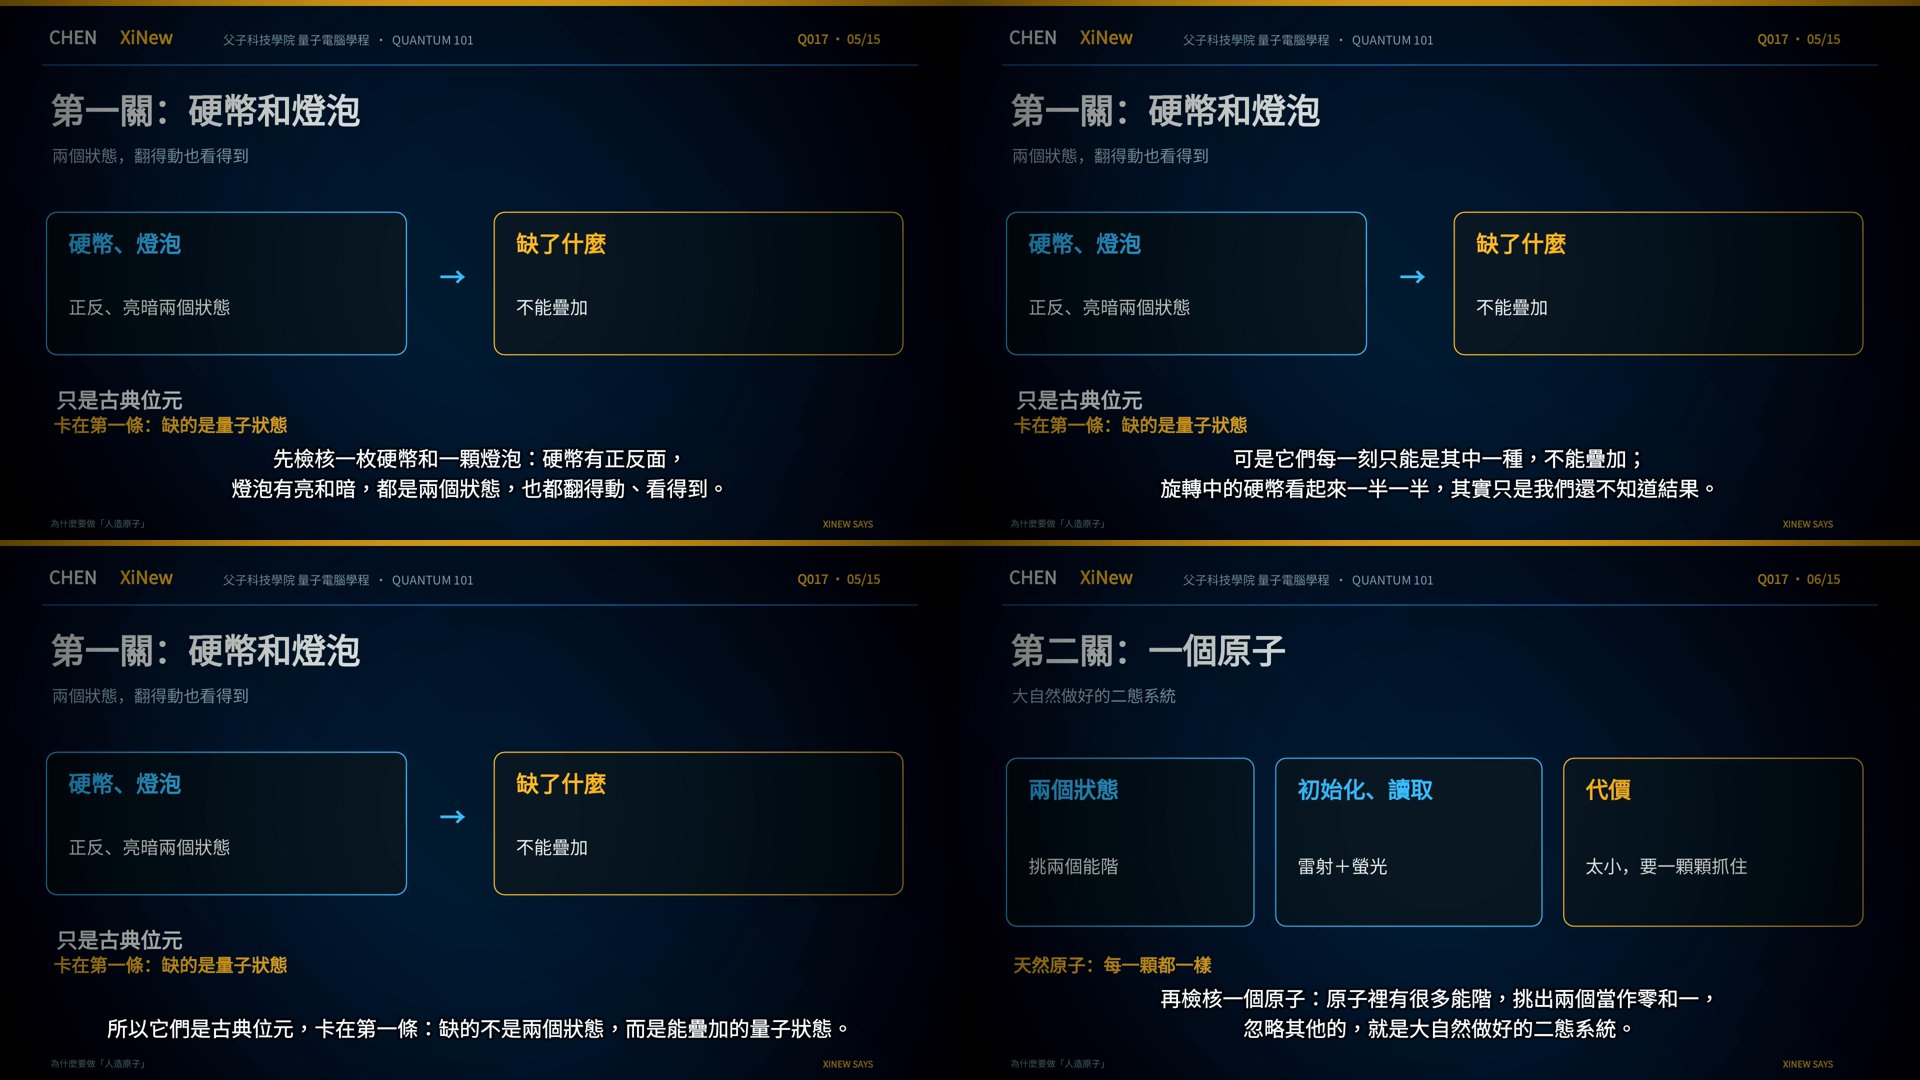 CHEN XiNew 父子科技學院 量子電腦學程 · QUANTUM 101 Q017 · 05/15
第一關：硬幣和燈泡
兩個狀態，翻得動也看得到
硬幣、燈泡
正反、亮暗兩個狀態
→
缺了什麼
不能疊加
只是古典位元
卡在第一條：缺的是量子狀態
先檢核一枚硬幣和一顆燈泡：硬幣有正反面，
燈泡有亮和暗，都是兩個狀態，也都翻得動、看得到。
為什麼要做「人造原子」 XINEW SAYS
CHEN XiNew 父子科技學院 量子電腦學程 · QUANTUM 101 Q017 · 05/15
第一關：硬幣和燈泡
兩個狀態，翻得動也看得到
硬幣、燈泡
正反、亮暗兩個狀態
→
缺了什麼
不能疊加
只是古典位元
卡在第一條：缺的是量子狀態
可是它們每一刻只能是其中一種，不能疊加；
旋轉中的硬幣看起來一半一半，其實只是我們還不知道結果。
為什麼要做「人造原子」 XINEW SAYS
CHEN XiNew 父子科技學院 量子電腦學程 · QUANTUM 101 Q017 · 05/15
第一關：硬幣和燈泡
兩個狀態，翻得動也看得到
硬幣、燈泡
正反、亮暗兩個狀態
→
缺了什麼
不能疊加
只是古典位元
卡在第一條：缺的是量子狀態
所以它們是古典位元，卡在第一條：缺的不是兩個狀態，而是能疊加的量子狀態。
為什麼要做「人造原子」 XINEW SAYS
CHEN XiNew 父子科技學院 量子電腦學程 · QUANTUM 101 Q017 · 06/15
第二關：一個原子
大自然做好的二態系統
兩個狀態
挑兩個能階
初始化、讀取
雷射＋螢光
代價
太小，要一顆顆抓住
天然原子：每一顆都一樣
再檢核一個原子：原子裡有很多能階，挑出兩個當作零和一，
忽略其他的，就是大自然做好的二態系統。
為什麼要做「人造原子」 XINEW SAYS